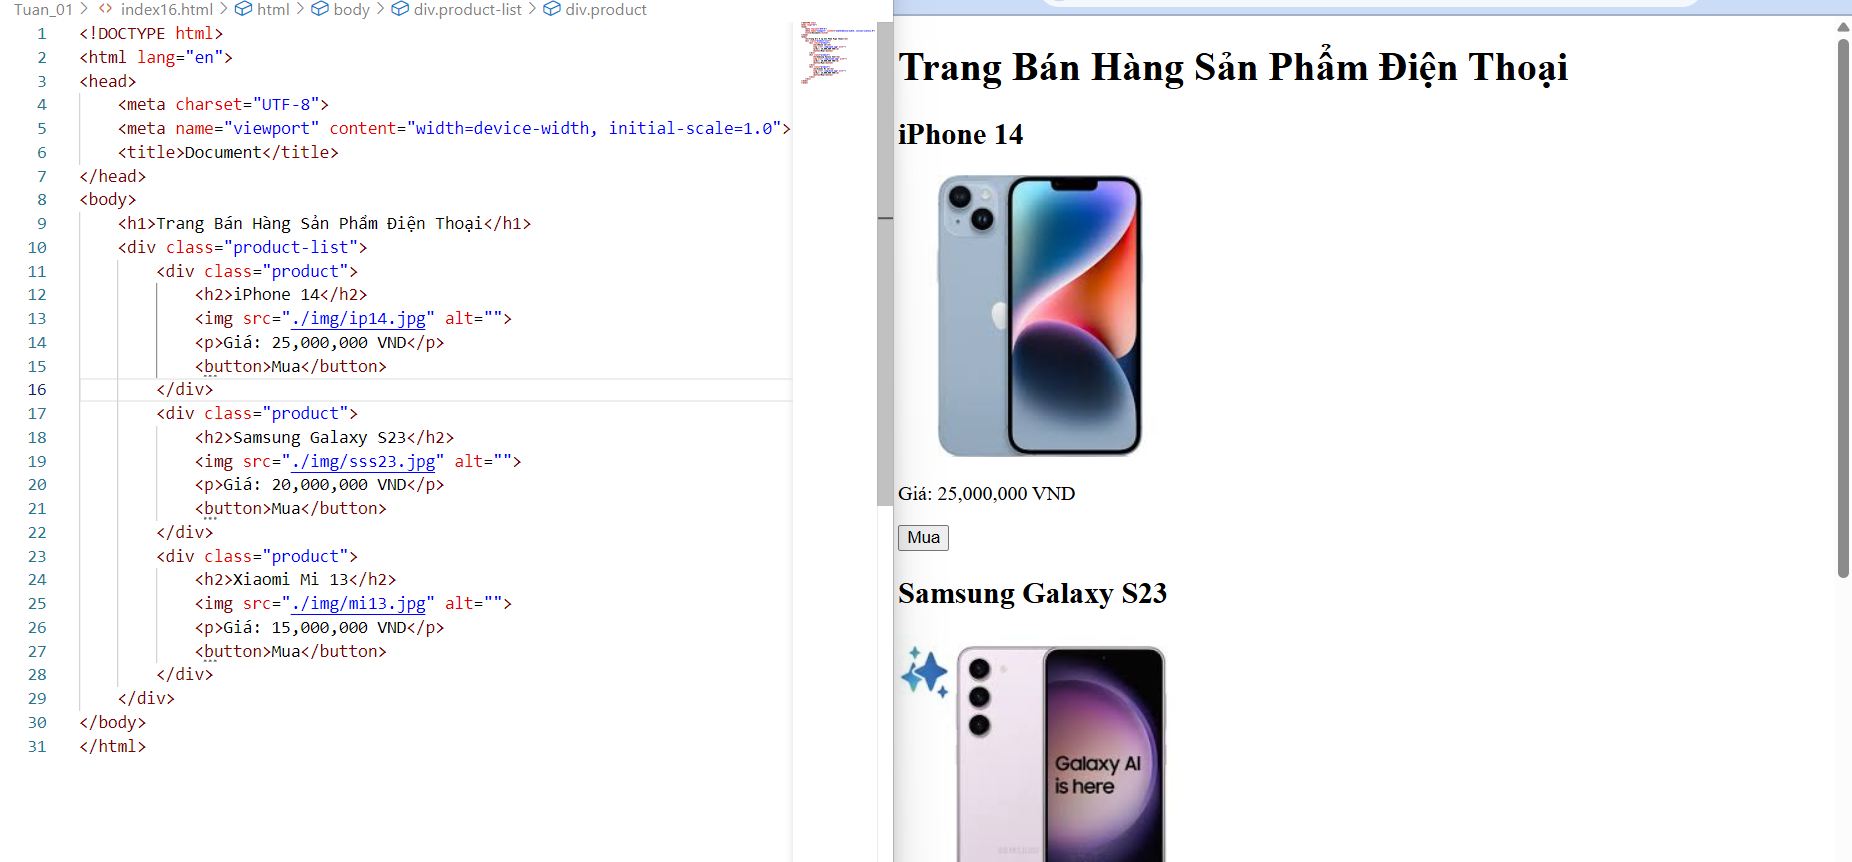 Tuan_01 > <> index16.html > html > body > div.product-list > div.product
1 <!DOCTYPE html>
2 <html lang="en">
3 <head>
4 <meta charset="UTF-8">
5 <meta name="viewport" content="width=device-width, initial-scale=1.0">
6 <title>Document</title>
7 </head>
8 <body>
9 <h1>Trang Bán Hàng Sản Phẩm Điện Thoại</h1>
10 <div class="product-list">
11 <div class="product">
12 <h2>iPhone 14</h2>
13 <img src="./img/ip14.jpg" alt="">
14 <p>Giá: 25,000,000 VND</p>
15 <button>Mua</button>
16 </div>
17 <div class="product">
18 <h2>Samsung Galaxy S23</h2>
19 <img src="./img/sss23.jpg" alt="">
20 <p>Giá: 20,000,000 VND</p>
21 <button>Mua</button>
22 </div>
23 <div class="product">
24 <h2>Xiaomi Mi 13</h2>
25 <img src="./img/mi13.jpg" alt="">
26 <p>Giá: 15,000,000 VND</p>
27 <button>Mua</button>
28 </div>
29 </div>
30 </body>
31 </html>
Trang Bán Hàng Sản Phẩm Điện Thoại
iPhone 14
Giá: 25,000,000 VND
Mua
Samsung Galaxy S23
Galaxy AI
is here
SAMSUNG